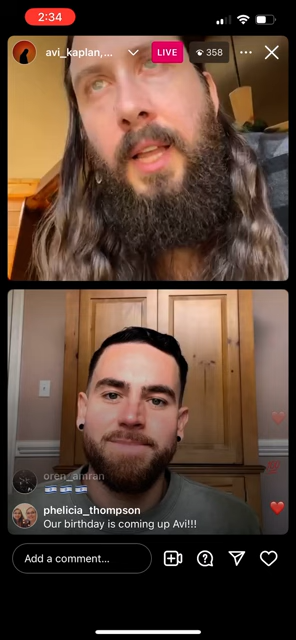 2:34
avi_kaplan,...
LIVE
358
oren_amran
phelicia_thompson
Our birthday is coming up Avi!!!
Add a comment...